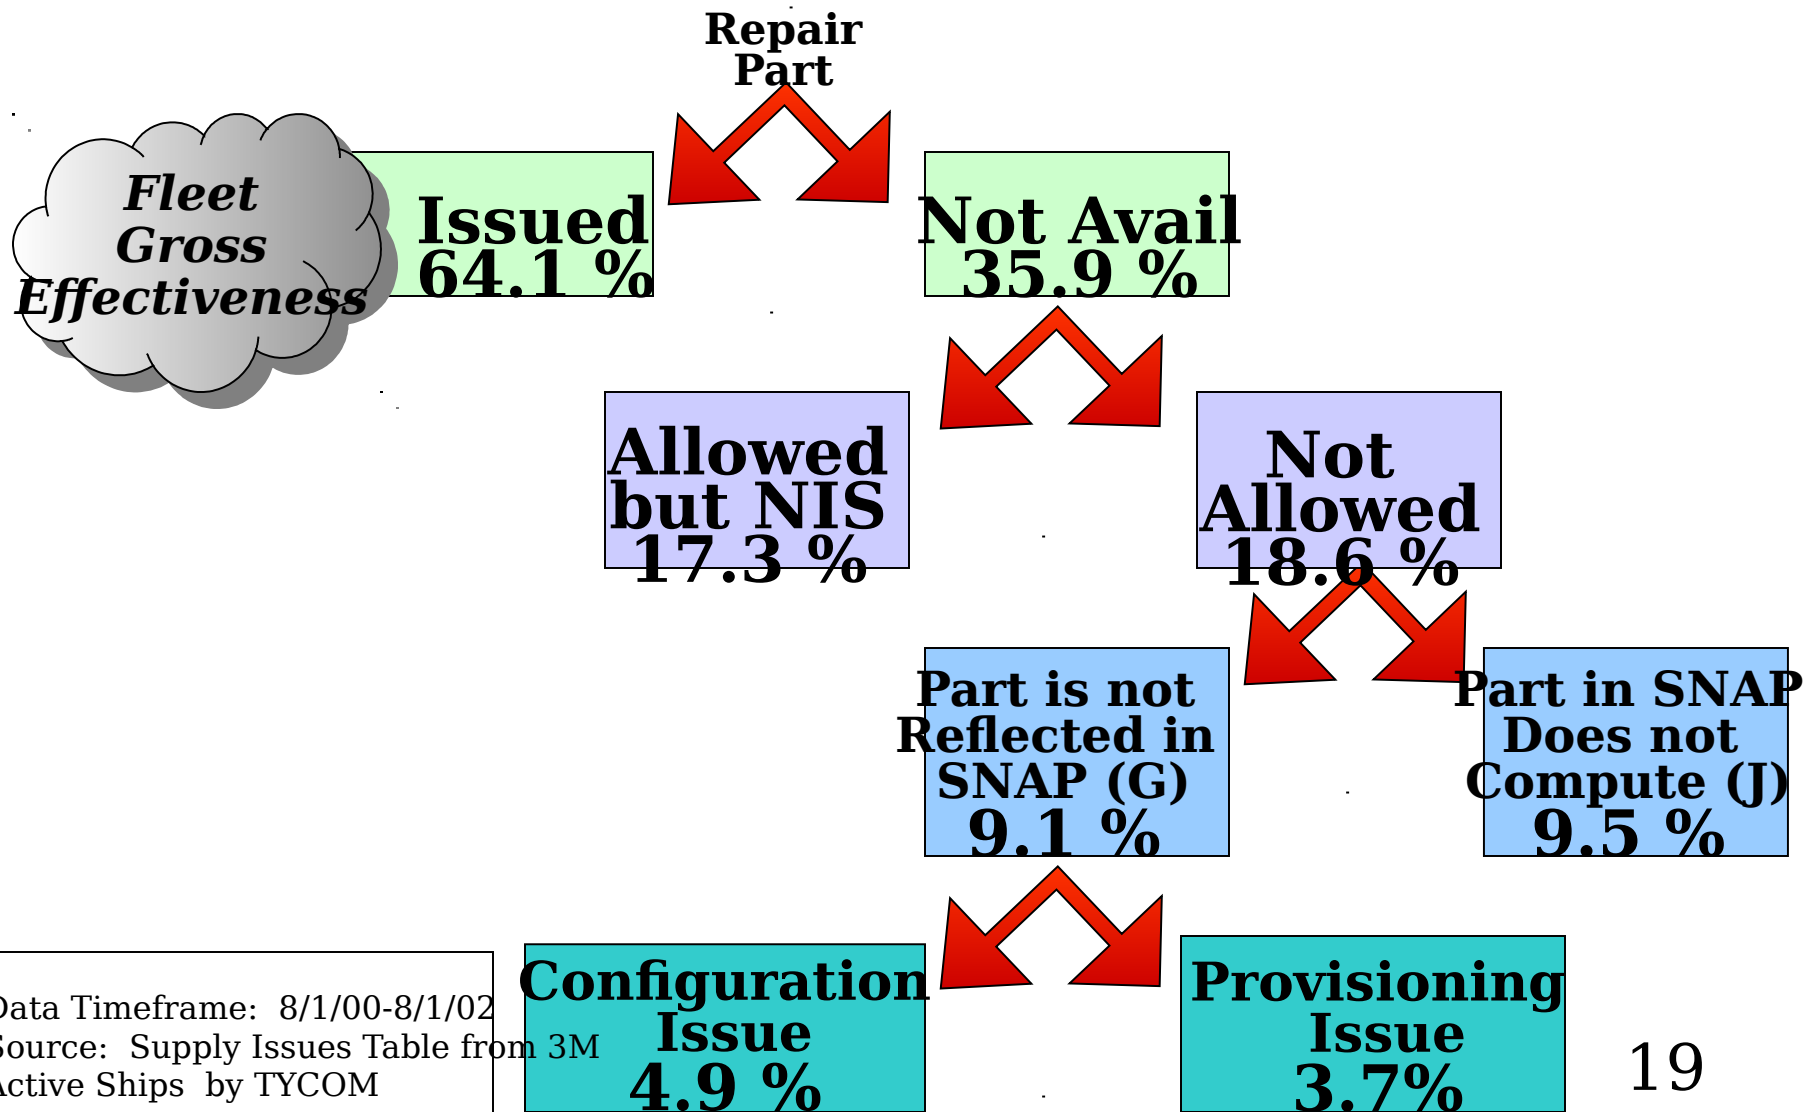 Repair
Part
Fleet
Gross
Effectiveness
Issued
64.1 %
Not Avail
35.9 %
Allowed
but NIS
17.3 %
Not
Allowed
18.6 %
Part is not
Reflected in
SNAP (G)
9.1 %
Part in SNAP
Does not
Compute (J)
9.5 %
Configuration
Issue
4.9 %
Provisioning
Issue
3.7%
Data Timeframe:  8/1/00-8/1/02
Source:  Supply Issues Table from 3M
Active Ships  by TYCOM
19